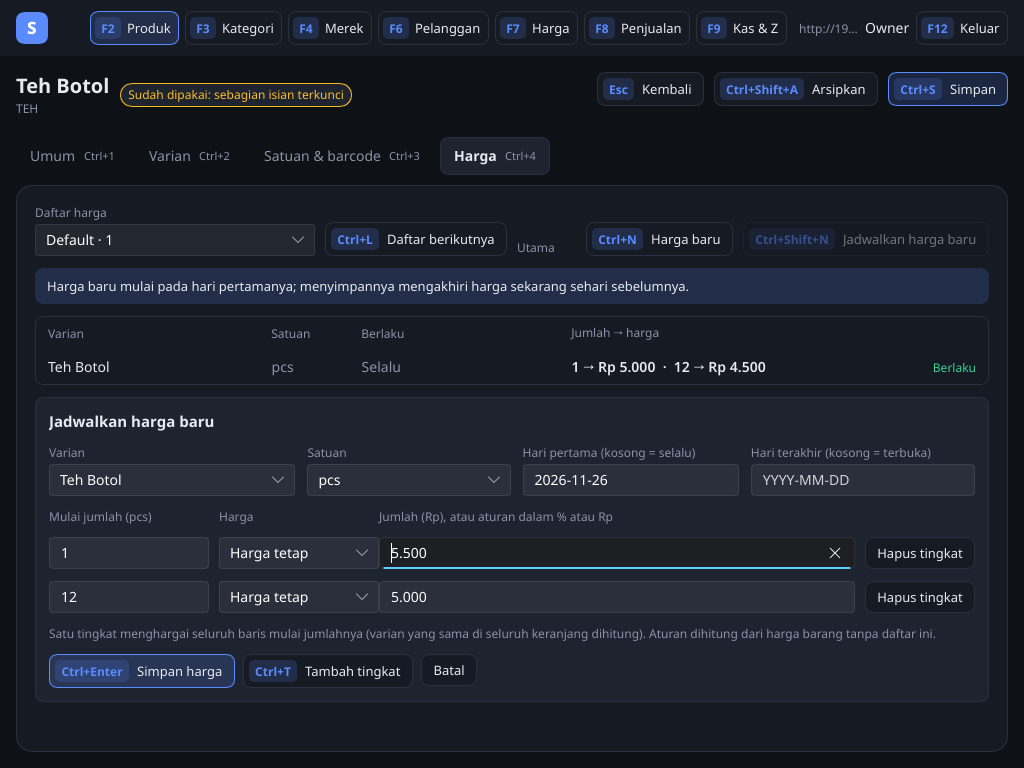 S F2 Produk F3 Kategori F4 Merek F6 Pelanggan F7 Harga F8 Penjualan F9 Kas & Z http://19... Owner F12 Keluar
Teh Botol Sudah dipakai: sebagian isian terkunci Esc Kembali Ctrl+Shift+A Arsipkan Ctrl+S Simpan
TEH
Umum Ctrl+1 Varian Ctrl+2 Satuan & barcode Ctrl+3 Harga Ctrl+4
Daftar harga
Default · 1 Ctrl+L Daftar berikutnya Utama Ctrl+N Harga baru Ctrl+Shift+N Jadwalkan harga baru
Harga baru mulai pada hari pertamanya; menyimpannya mengakhiri harga sekarang sehari sebelumnya.
Varian Satuan Berlaku Jumlah → harga
Teh Botol pcs Selalu 1 → Rp 5.000 · 12 → Rp 4.500 Berlaku
Jadwalkan harga baru
Varian Satuan Hari pertama (kosong = selalu) Hari terakhir (kosong = terbuka)
Teh Botol pcs 2026-11-26 YYYY-MM-DD
Mulai jumlah (pcs) Harga Jumlah (Rp), atau aturan dalam % atau Rp
1 Harga tetap 5.500 Hapus tingkat
12 Harga tetap 5.000 Hapus tingkat
Satu tingkat menghargai seluruh baris mulai jumlahnya (varian yang sama di seluruh keranjang dihitung). Aturan dihitung dari harga barang tanpa daftar ini.
Ctrl+Enter Simpan harga Ctrl+T Tambah tingkat Batal